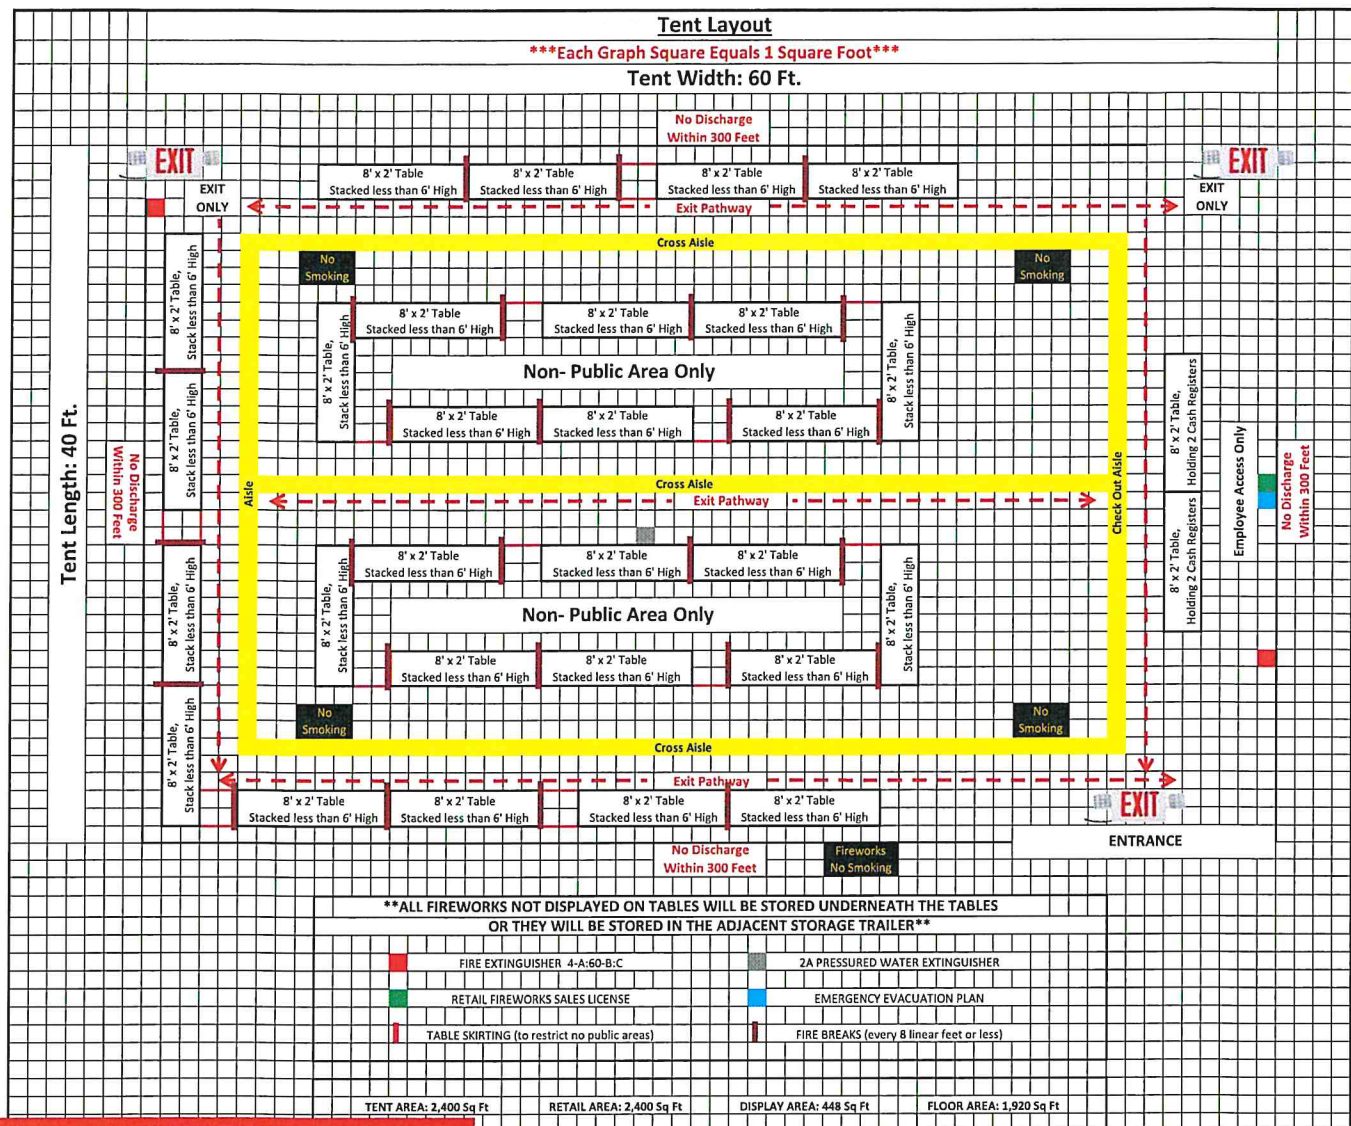 Tent Layout
***Each Graph Square Equals 1 Square Foot***
Tent Width: 60 Ft.
No Discharge
Within 300 Feet
EXIT
EXIT
EXIT
ONLY
EXIT
ONLY
8' x 2' Table
Stacked less than 6' High
8' x 2' Table
Stacked less than 6' High
8' x 2' Table
Stacked less than 6' High
8' x 2' Table
Stacked less than 6' High
Exit Pathway
Cross Aisle
No
Smoking
No
Smoking
Tent Length: 40 Ft.
No Discharge
Within 300 Feet
8' x 2' Table,
Stack less than 6' High
8' x 2' Table,
Stack less than 6' High
8' x 2' Table,
Stack less than 6' High
8' x 2' Table,
Stack less than 6' High
Aisle
8' x 2' Table,
Stack less than 6' High
8' x 2' Table
Stacked less than 6' High
8' x 2' Table
Stacked less than 6' High
8' x 2' Table
Stacked less than 6' High
8' x 2' Table,
Stack less than 6' High
Non- Public Area Only
8' x 2' Table
Stacked less than 6' High
8' x 2' Table
Stacked less than 6' High
8' x 2' Table
Stacked less than 6' High
Cross Aisle
Exit Pathway
Check Out Aisle
8' x 2' Table,
Holding 2 Cash Registers
8' x 2' Table,
Holding 2 Cash Registers
Employee Access Only
No Discharge
Within 300 Feet
8' x 2' Table,
Stack less than 6' High
8' x 2' Table
Stacked less than 6' High
8' x 2' Table
Stacked less than 6' High
8' x 2' Table
Stacked less than 6' High
8' x 2' Table,
Stack less than 6' High
Non- Public Area Only
8' x 2' Table
Stacked less than 6' High
8' x 2' Table
Stacked less than 6' High
8' x 2' Table
Stacked less than 6' High
No
Smoking
No
Smoking
Cross Aisle
Exit Pathway
8' x 2' Table
Stacked less than 6' High
8' x 2' Table
Stacked less than 6' High
8' x 2' Table
Stacked less than 6' High
8' x 2' Table
Stacked less than 6' High
EXIT
ENTRANCE
No Discharge
Within 300 Feet
Fireworks
No Smoking
**ALL FIREWORKS NOT DISPLAYED ON TABLES WILL BE STORED UNDERNEATH THE TABLES
OR THEY WILL BE STORED IN THE ADJACENT STORAGE TRAILER**
FIRE EXTINGUISHER 4-A:60-B:C
2A PRESSURED WATER EXTINGUISHER
RETAIL FIREWORKS SALES LICENSE
EMERGENCY EVACUATION PLAN
TABLE SKIRTING (to restrict no public areas)
FIRE BREAKS (every 8 linear feet or less)
TENT AREA: 2,400 Sq Ft
RETAIL AREA: 2,400 Sq Ft
DISPLAY AREA: 448 Sq Ft
FLOOR AREA: 1,920 Sq Ft